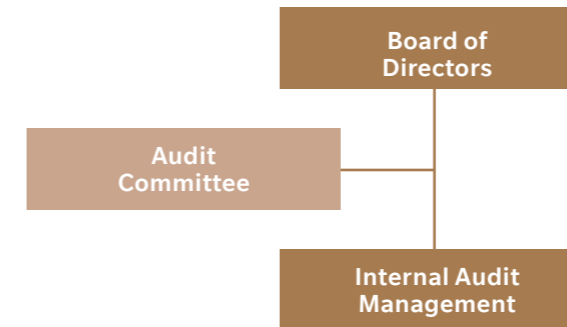 Board of
Directors
Audit
Committee
Internal Audit
Management